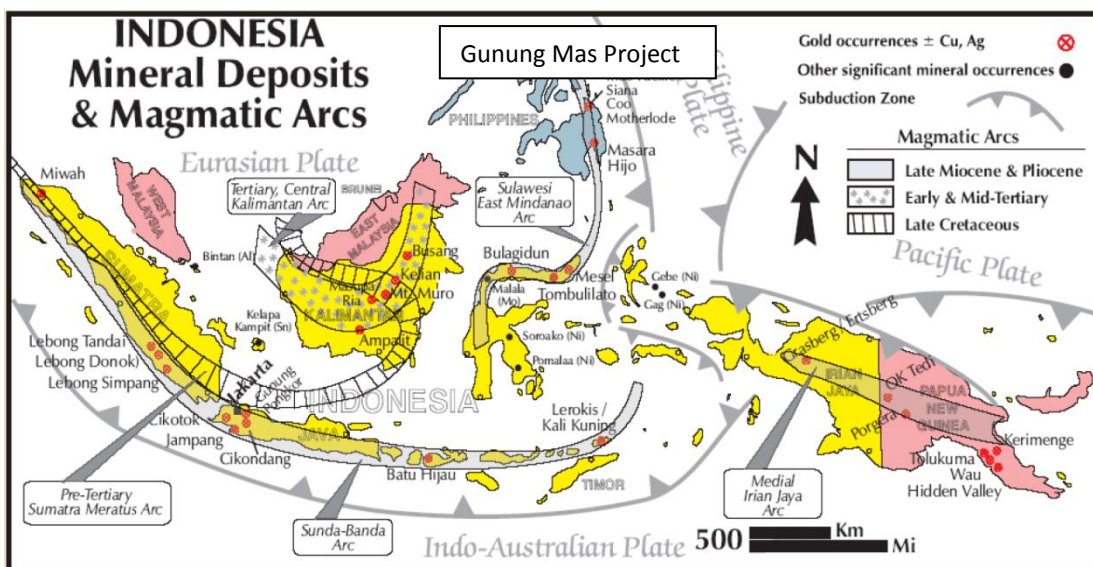 INDONESIA
Mineral Deposits
& Magmatic Arcs
Gunung Mas Project
Gold occurrences ± Cu, Ag
Other significant mineral occurrences
Subduction Zone
Magmatic Arcs
Late Miocene & Pliocene
Early & Mid-Tertiary
Late Cretaceous
N
Eurasian Plate
Plate
Pacific Plate
Indo-Australian Plate
PHILIPPINES
Siana
Coo
Motherlode
Masara
Hijo
Miwah
WEST
MALAYSIA
Tertiary, Central
Kalimantan Arc
BRUNEI
EAST
MALAYSIA
Sulawesi
East Mindanao
Arc
Bintan (Al)
Busang
Kelian
Ria
Mt. Muro
KALIMANTAN
Ampalit
Bulagidun
Mesel
Malala (Mo)
Tombulilato
Gebe (Ni)
Gag (Ni)
SUMATRA
Kelapa
Kampit (Sn)
Soroako (Ni)
Pomalaa (Ni)
Lebong Tandai
Lebong Donok)
Lebong Simpang
Jakarta
Gunung
Pongkor
INDONESIA
Grasberg / Ertsberg
IRIAN
JAYA
OK Tedi
PAPUA
NEW
GUINEA
Porgera
Cikotok
Jampang
Cikondang
JAVA
Lerokis /
Kali Kuning
Kerimenge
Tolukuma
Wau
Hidden Valley
Batu Hijau
TIMOR
Pre-Tertiary
Sumatra Meratus Arc
Sunda-Banda
Arc
Medial
Irian Jaya
Arc
500
Km
Mi